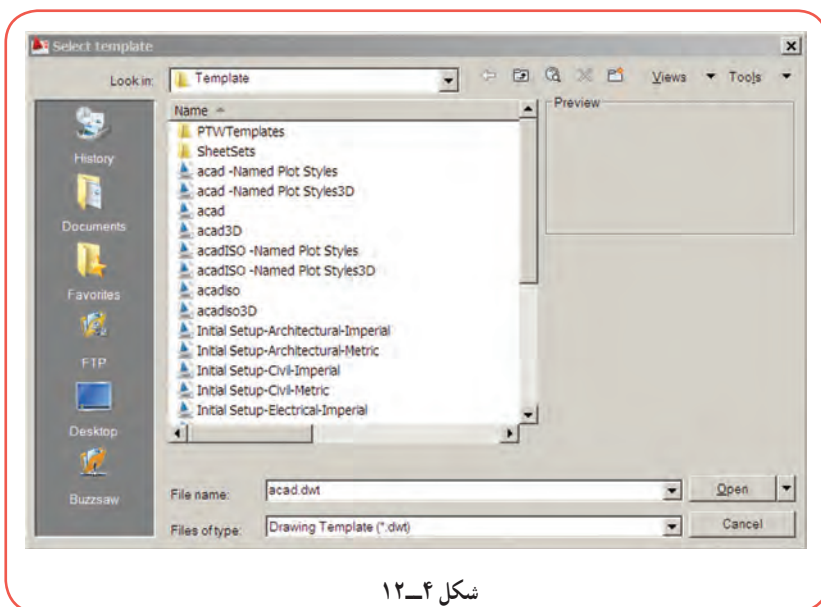 Select template
Look in: Template Views Tools
Name
Preview
PTWTemplates
SheetSets
acad -Named Plot Styles
acad -Named Plot Styles3D
acad
acad3D
acadISO -Named Plot Styles
acadISO -Named Plot Styles3D
acadiso
acadiso3D
Initial Setup-Architectural-Imperial
Initial Setup-Architectural-Metric
Initial Setup-Civil-Imperial
Initial Setup-Civil-Metric
Initial Setup-Electrical-Imperial
History
Documents
Favorites
FTP
Desktop
Buzzsaw
File name: acad.dwt Open
Files of type: Drawing Template (*.dwt) Cancel
شکل ۴ــ۱۲